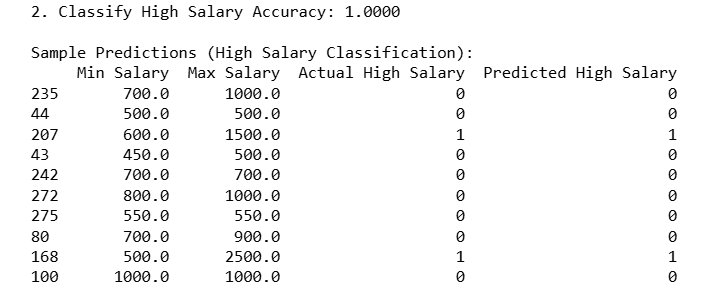 2. Classify High Salary Accuracy: 1.0000
Sample Predictions (High Salary Classification):
Min Salary Max Salary Actual High Salary Predicted High Salary
235 700.0 1000.0 0 0
44 500.0 500.0 0 0
207 600.0 1500.0 1 1
43 450.0 500.0 0 0
242 700.0 700.0 0 0
272 800.0 1000.0 0 0
275 550.0 550.0 0 0
80 700.0 900.0 0 0
168 500.0 2500.0 1 1
100 1000.0 1000.0 0 0